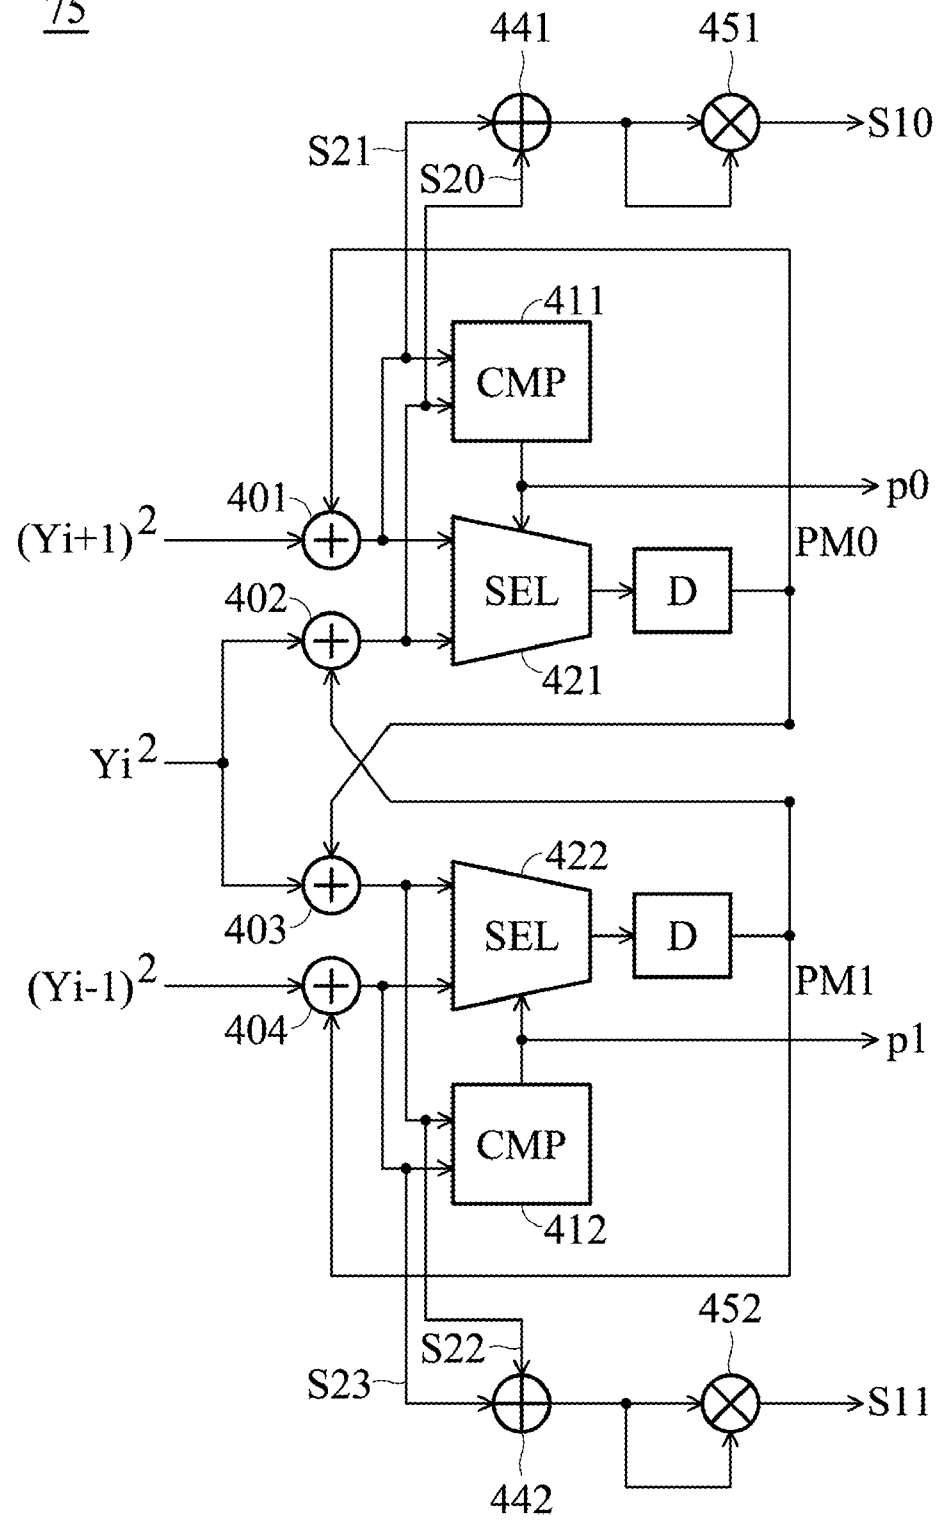 75
441
451
S21
S20
S10
411
CMP
p0
401
(Yi+1)²
SEL
D
PM0
402
421
Yi²
422
403
SEL
D
(Yi-1)²
PM1
404
p1
CMP
412
452
S22
S23
S11
442